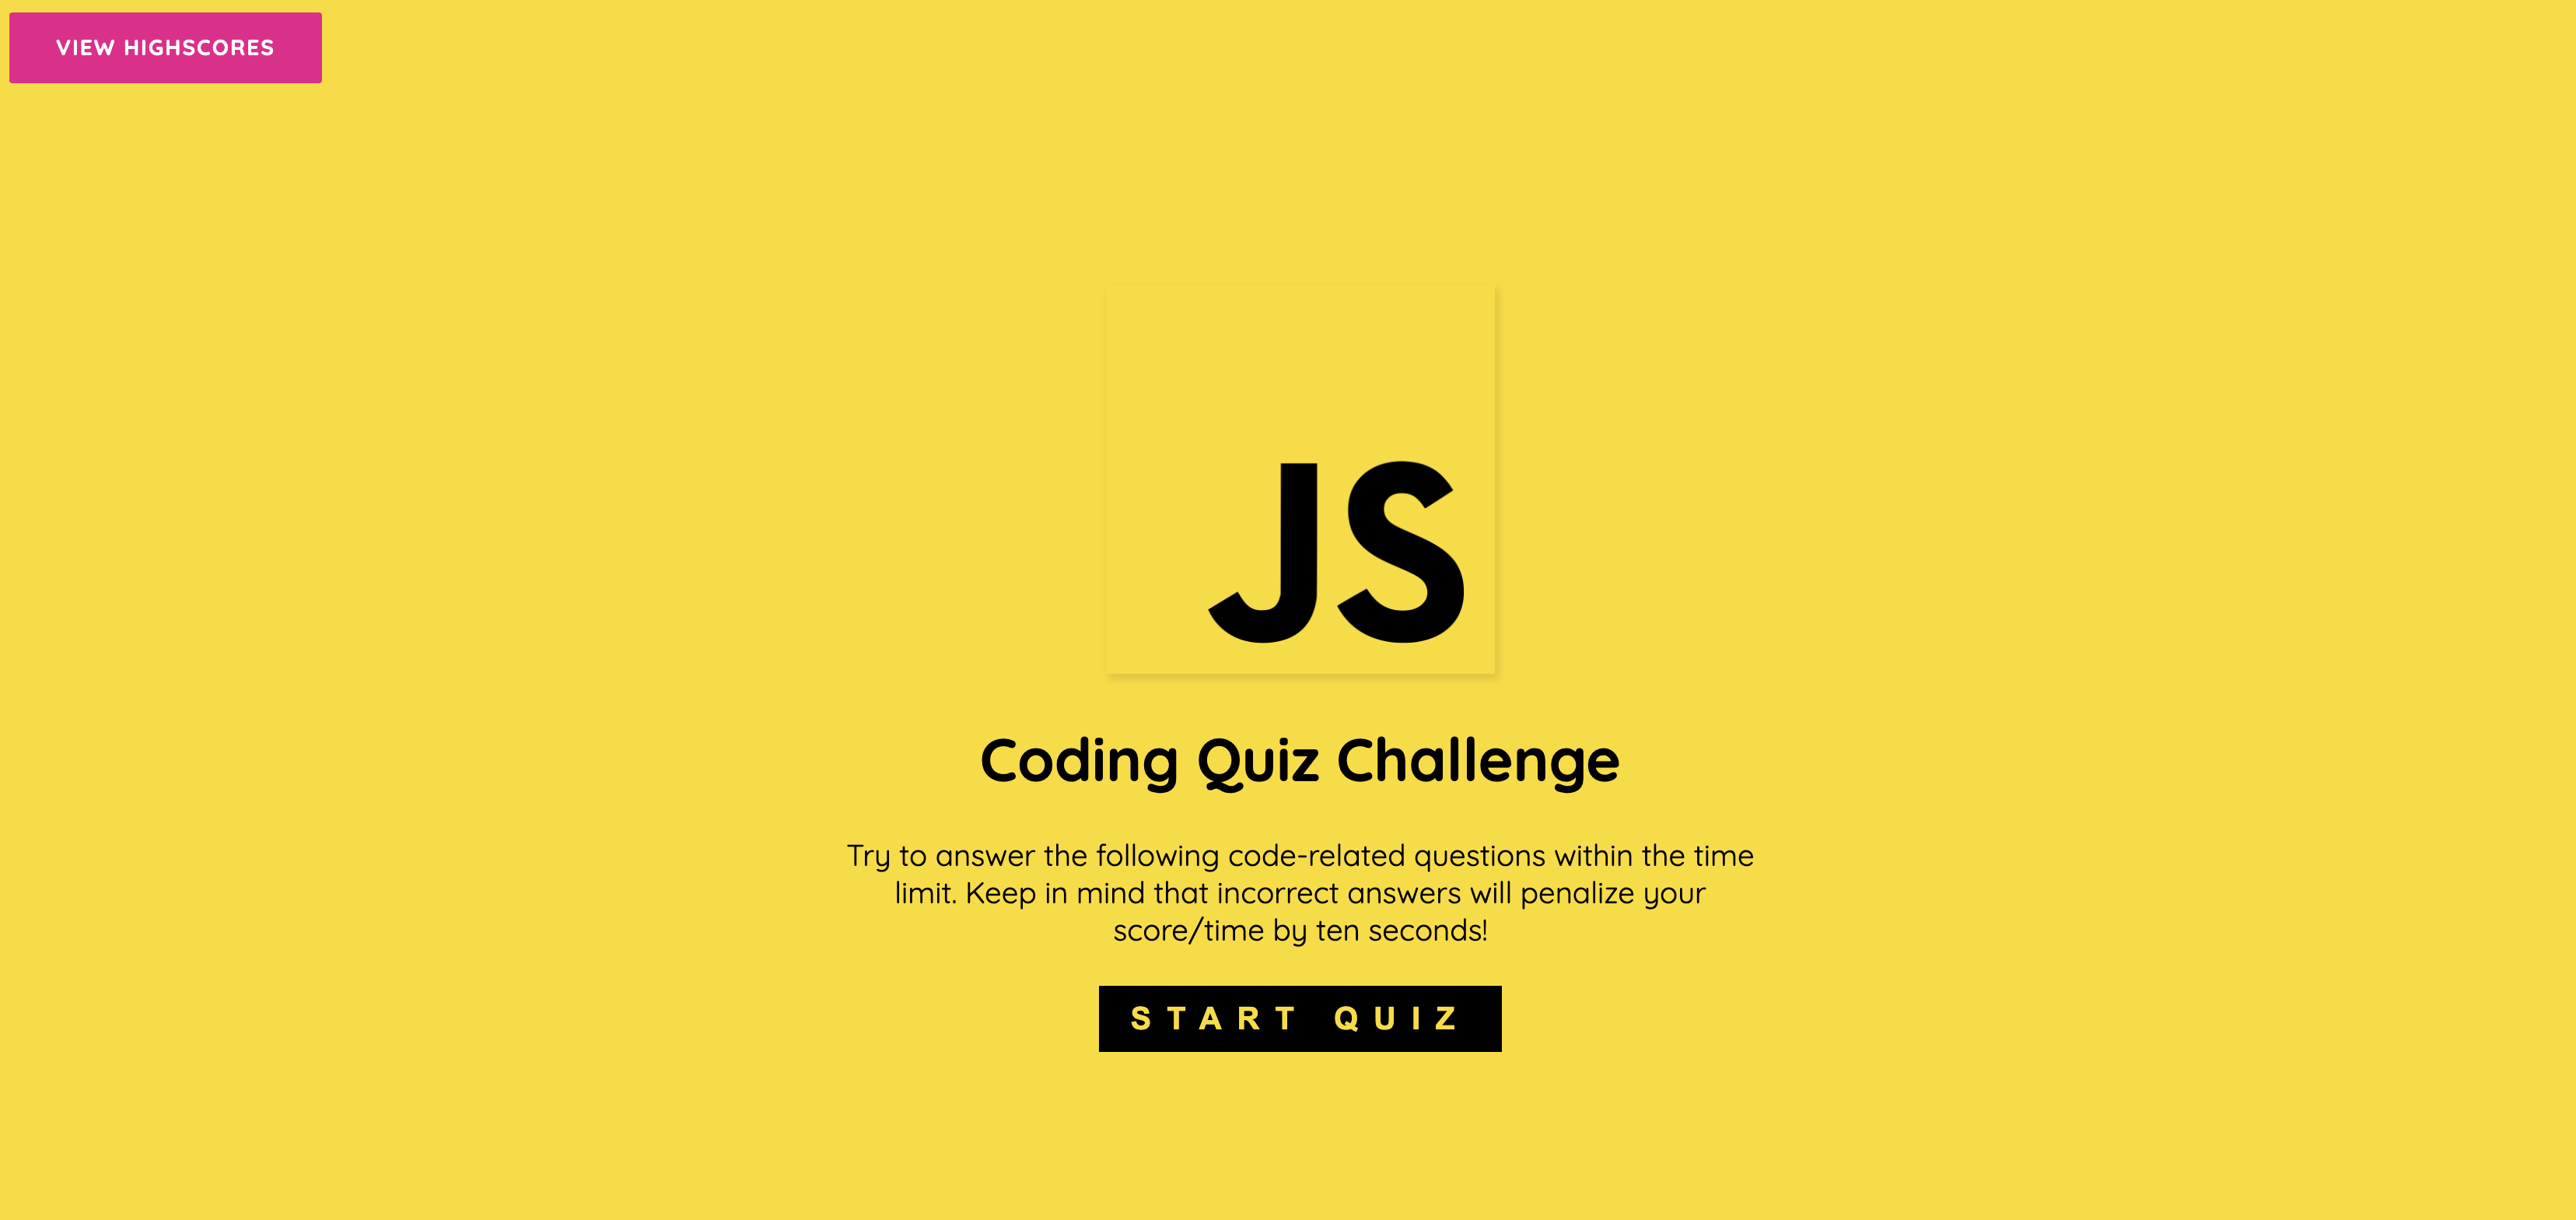 VIEW HIGHSCORES
JS
Coding Quiz Challenge
Try to answer the following code-related questions within the time
limit. Keep in mind that incorrect answers will penalize your
score/time by ten seconds!
START QUIZ